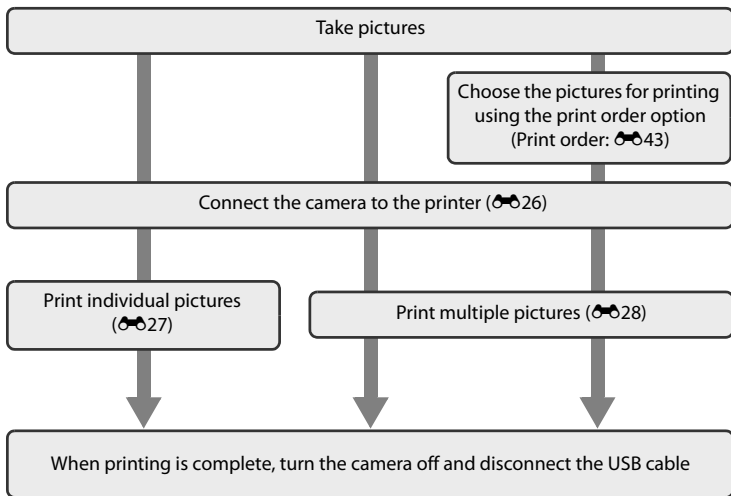 Take pictures
Choose the pictures for printing
using the print order option
(Print order: 43)
Connect the camera to the printer (26)
Print individual pictures
(27)
Print multiple pictures (28)
When printing is complete, turn the camera off and disconnect the USB cable